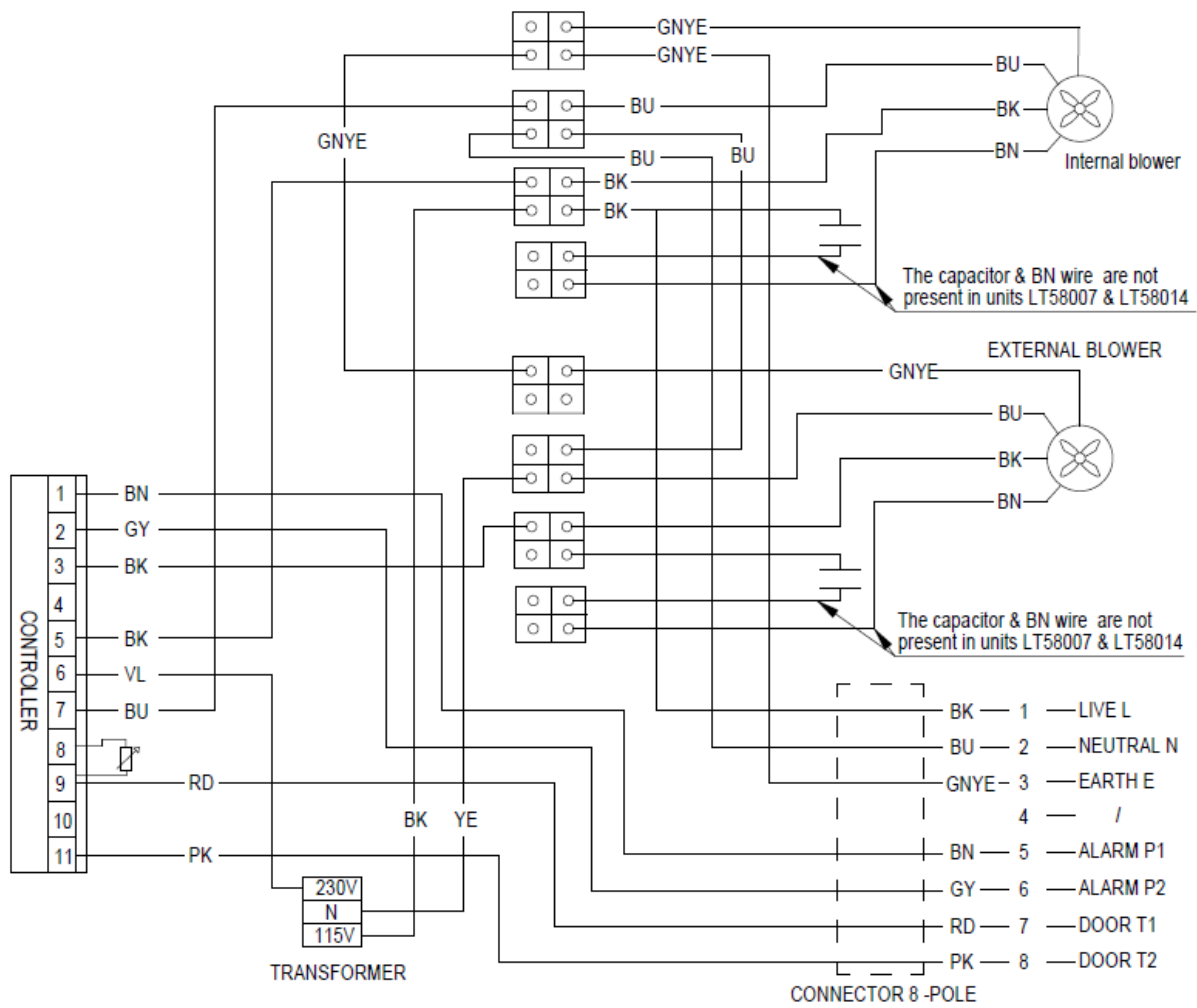 GNYE
GNYE
BU
BU
BK
GNYE
BU
BU
BN
Internal blower
BK
BK
The capacitor & BN wire are not
present in units LT58007 & LT58014
EXTERNAL BLOWER
GNYE
BU
BK
BN
CONTROLLER
1 BN
2 GY
3 BK
4
5 BK
6 VL
7 BU
8
9 RD
10
11 PK
BK YE
The capacitor & BN wire are not
present in units LT58007 & LT58014
BK 1 LIVE L
BU 2 NEUTRAL N
GNYE 3 EARTH E
4 /
BN 5 ALARM P1
GY 6 ALARM P2
RD 7 DOOR T1
PK 8 DOOR T2
CONNECTOR 8 -POLE
230V
N
115V
TRANSFORMER